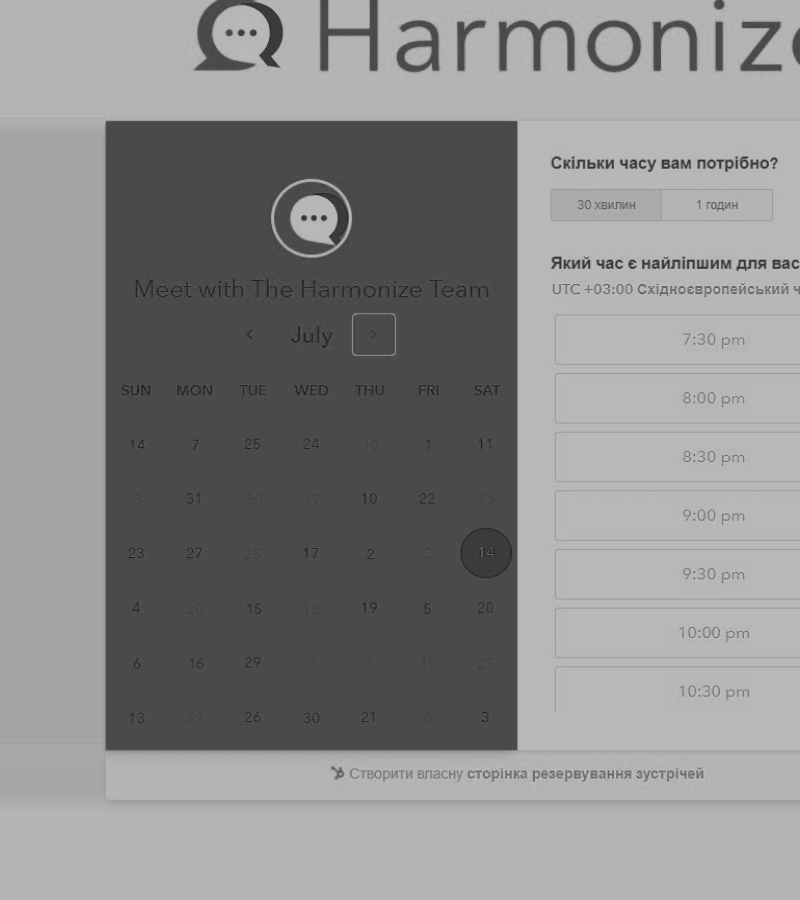 Harmoniz
Meet with The Harmonize Team
July
SUN MON TUE WED THU FRI SAT
14 7 25 24 10 1 11
3 31 30 17 10 22 13
23 27 25 17 2 2 14
4 20 15 18 19 5 20
6 16 29 3 8 15 27
13 29 26 30 21 8 3
Скільки часу вам потрібно?
30 хвилин 1 годин
Який час є найліпшим для вас
UTC +03:00 Східноєвропейський ч
7:30 pm
8:00 pm
8:30 pm
9:00 pm
9:30 pm
10:00 pm
10:30 pm
Створити власну сторінка резервування зустрічей